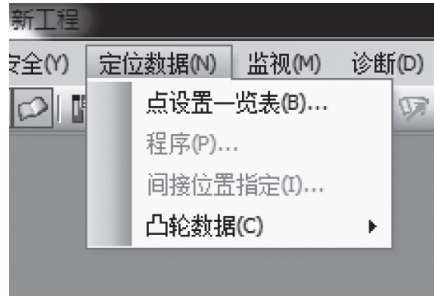 新工程
安全(Y) 定位数据(N) 监视(M) 诊断(D)
点设置一览表(B)...
程序(P)...
间接位置指定(I)...
凸轮数据(C)